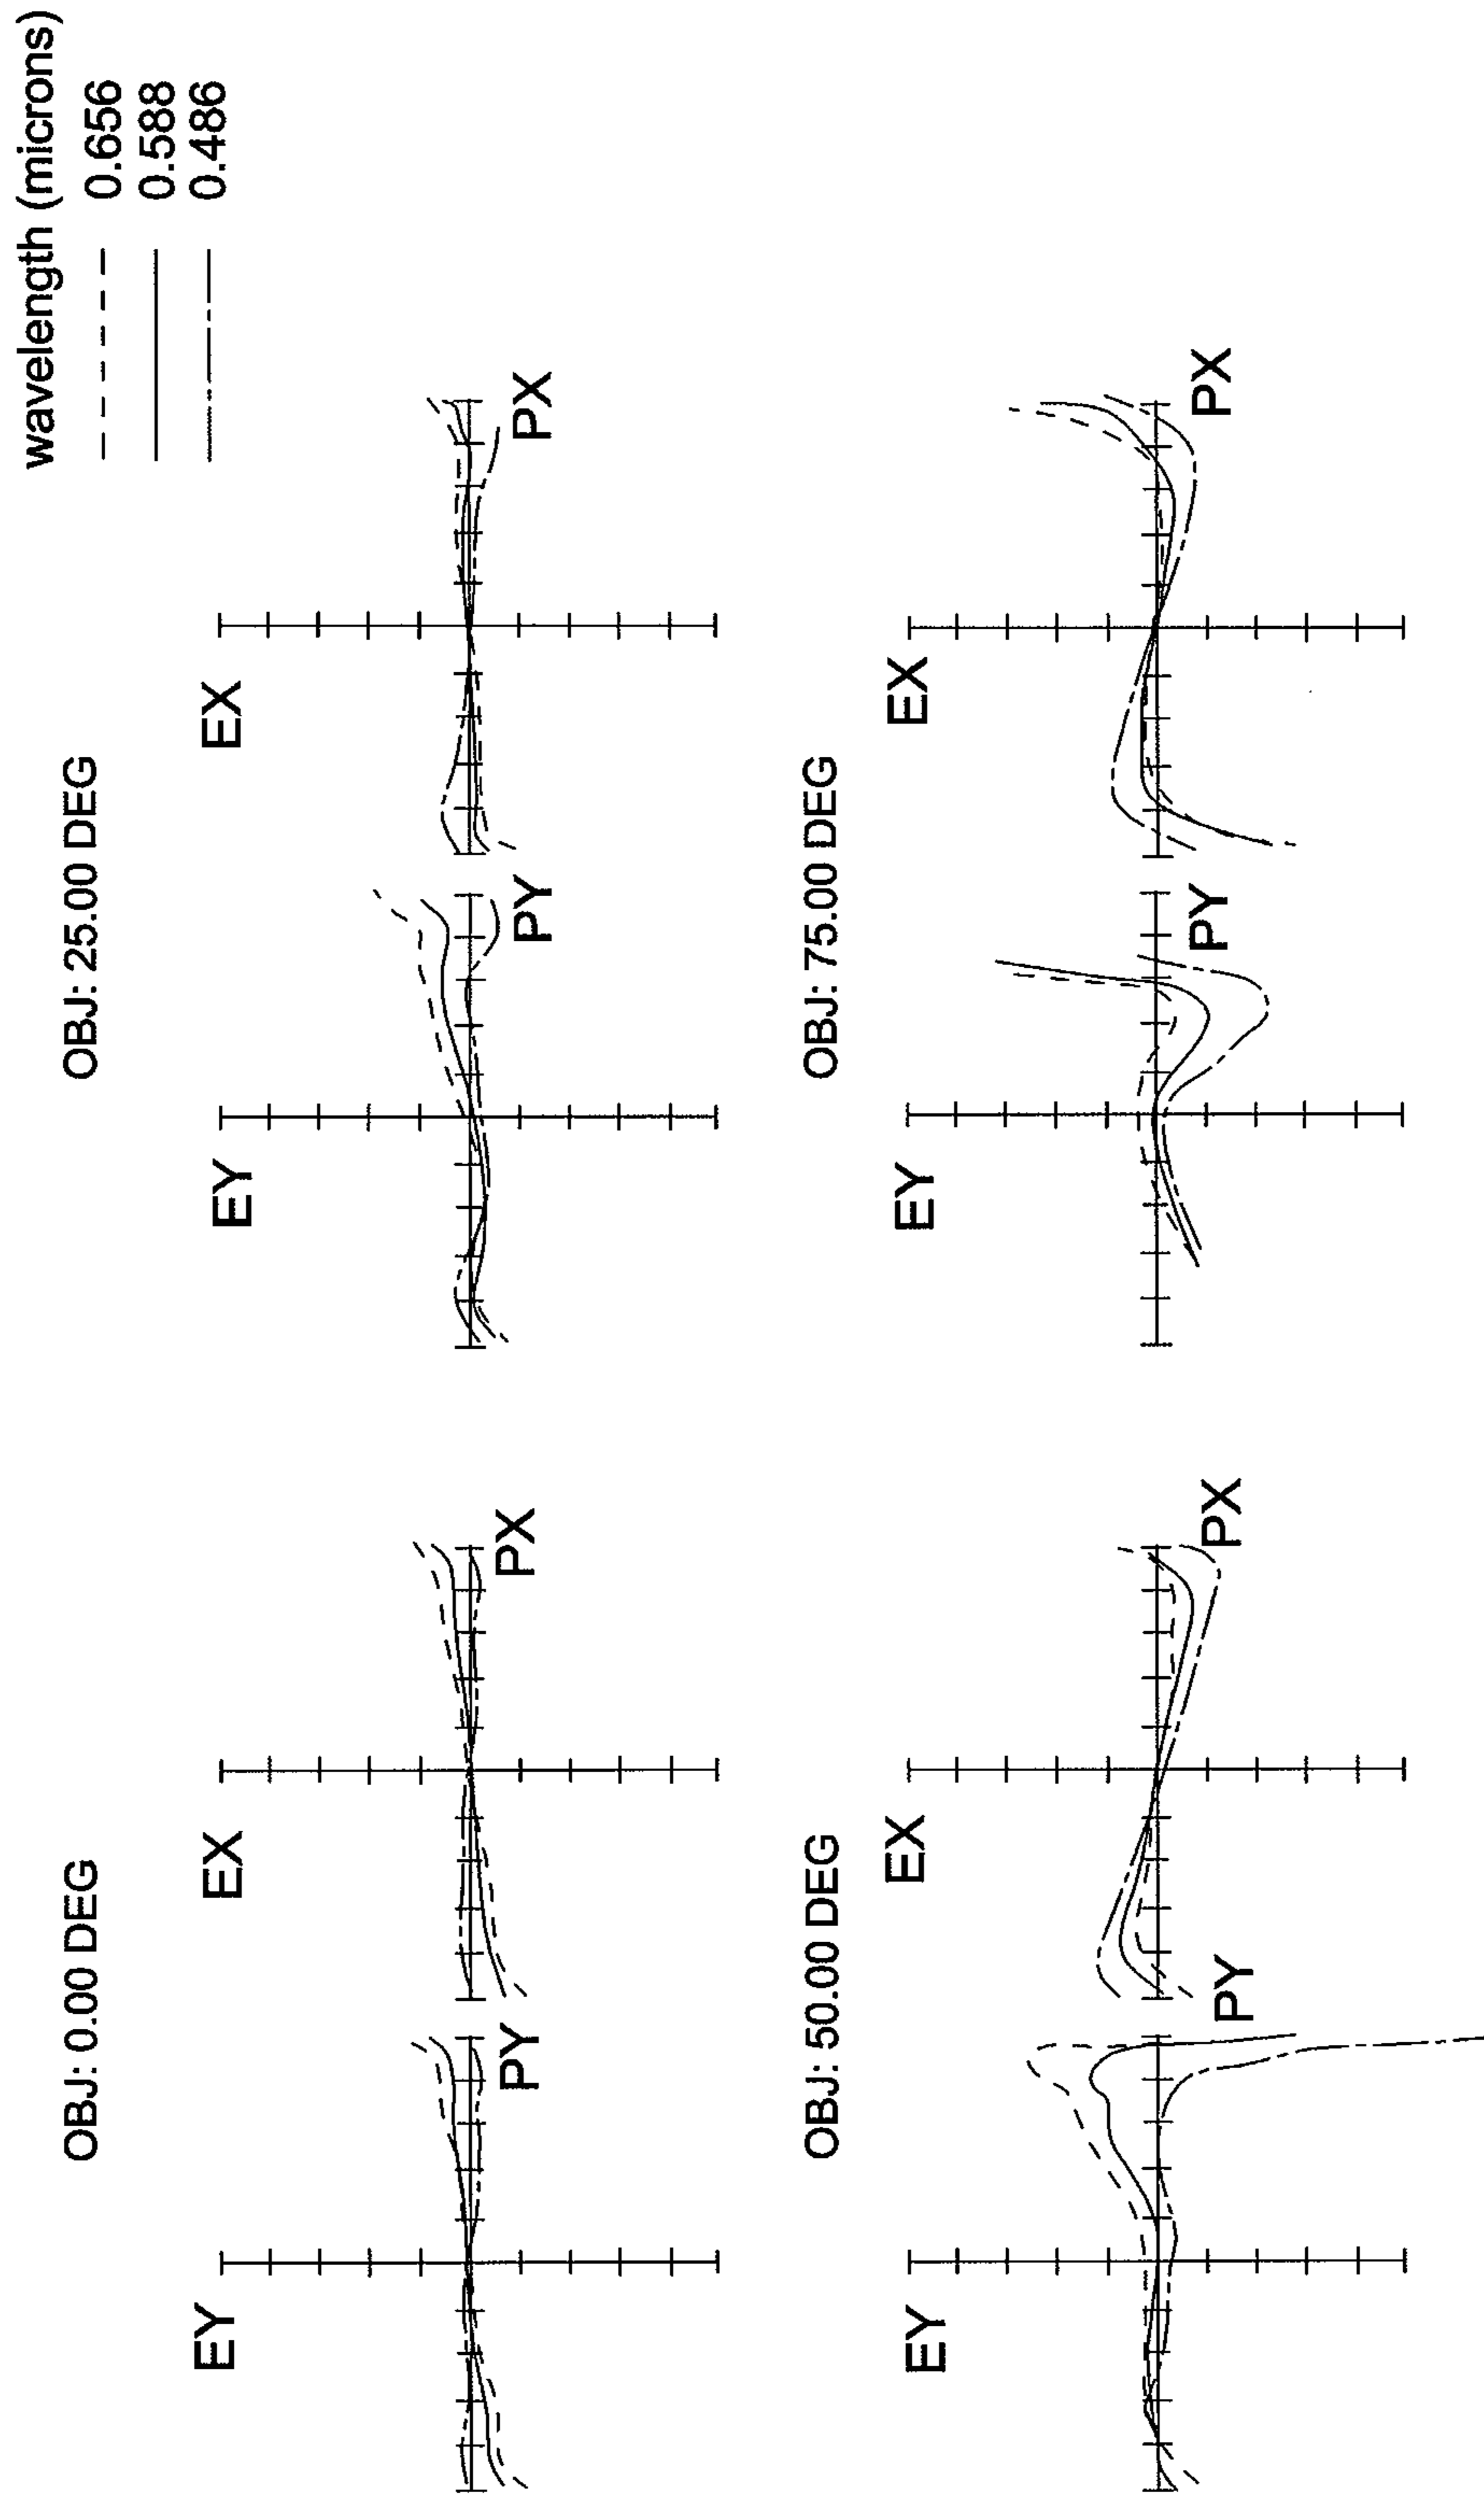 wavelength (microns)
0.656
0.588
0.486
OBJ: 0.00 DEG
EY
PY
EX
PX
OBJ: 25.00 DEG
EY
PY
EX
PX
OBJ: 50.00 DEG
EY
PY
EX
PX
OBJ: 75.00 DEG
EY
PY
EX
PX